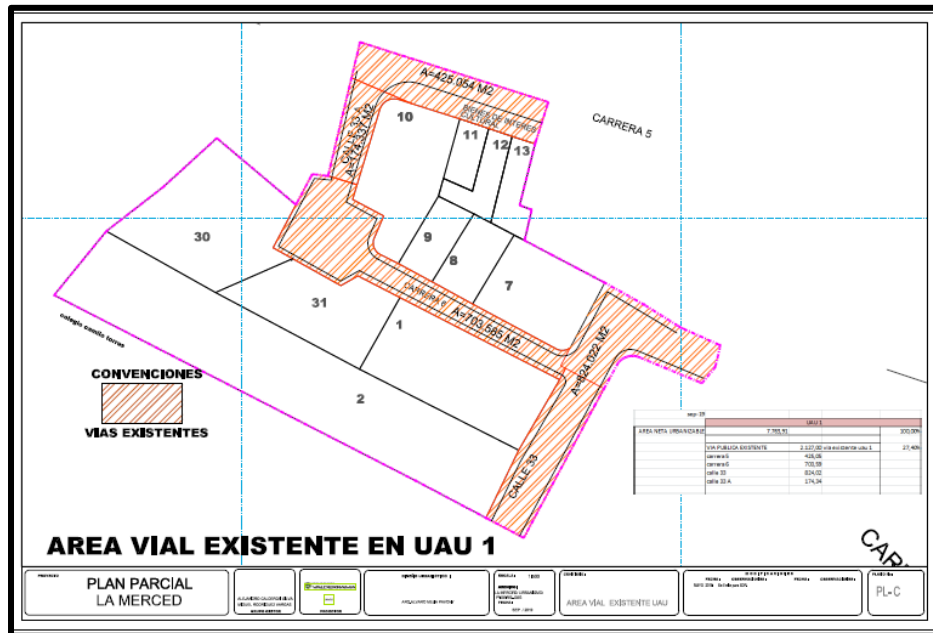 A=425.054 M2
CARRERA 5
BIENES DE INTERES
CULTURAL
10
11
12
13
CALLE 33 A
A=174.337 M2
30
9
8
7
31
CARRERA 6
A=703.585 M2
1
A=824.022 M2
2
colegio camilo torres
CONVENCIONES
VIAS EXISTENTES
CALLE 33
sep-19
UAU 1
AREA NETA URBANIZABLE
100,00%
VIA PUBLICA EXISTENTE 2.127,00 via existente uau 1 27,40%
carrera 5 425,05
carrera 6 703,59
calle 33 824,02
calle 33 A 174,34
AREA VIAL EXISTENTE EN UAU 1
CAR
PLAN PARCIAL
LA MERCED
AREA VIAL EXISTENTE UAU
PL-C